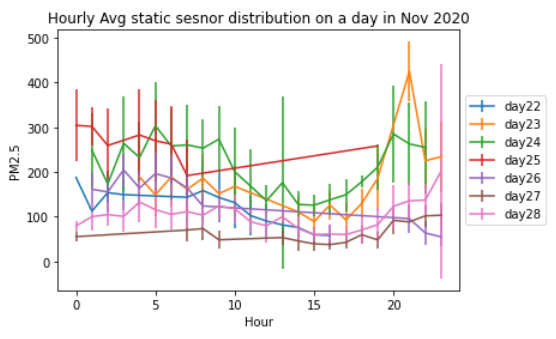 Hourly Avg static sesnor distribution on a day in Nov 2020
500
400
300
200
100
0
PM2.5
0
5
10
15
20
Hour
day22
day23
day24
day25
day26
day27
day28